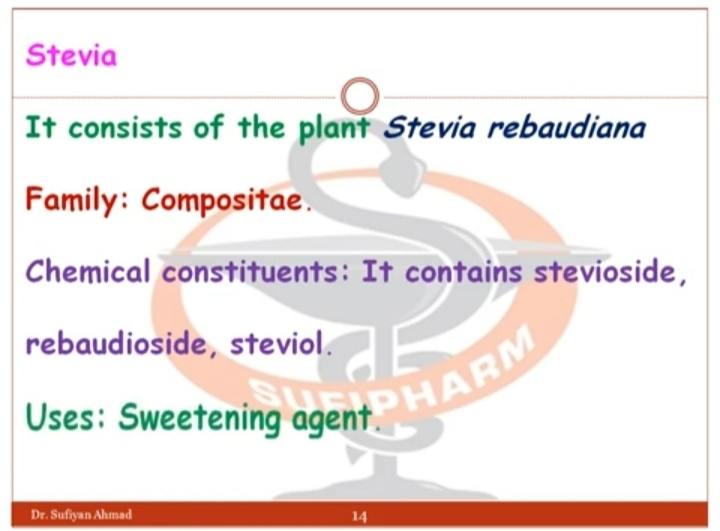 Stevia
It consists of the plant Stevia rebaudiana
Family: Compositae.
Chemical constituents: It contains stevioside,
rebaudioside, steviol.
Uses: Sweetening agent.
SUFIPHARM
Dr. Sufiyan Ahmad
14